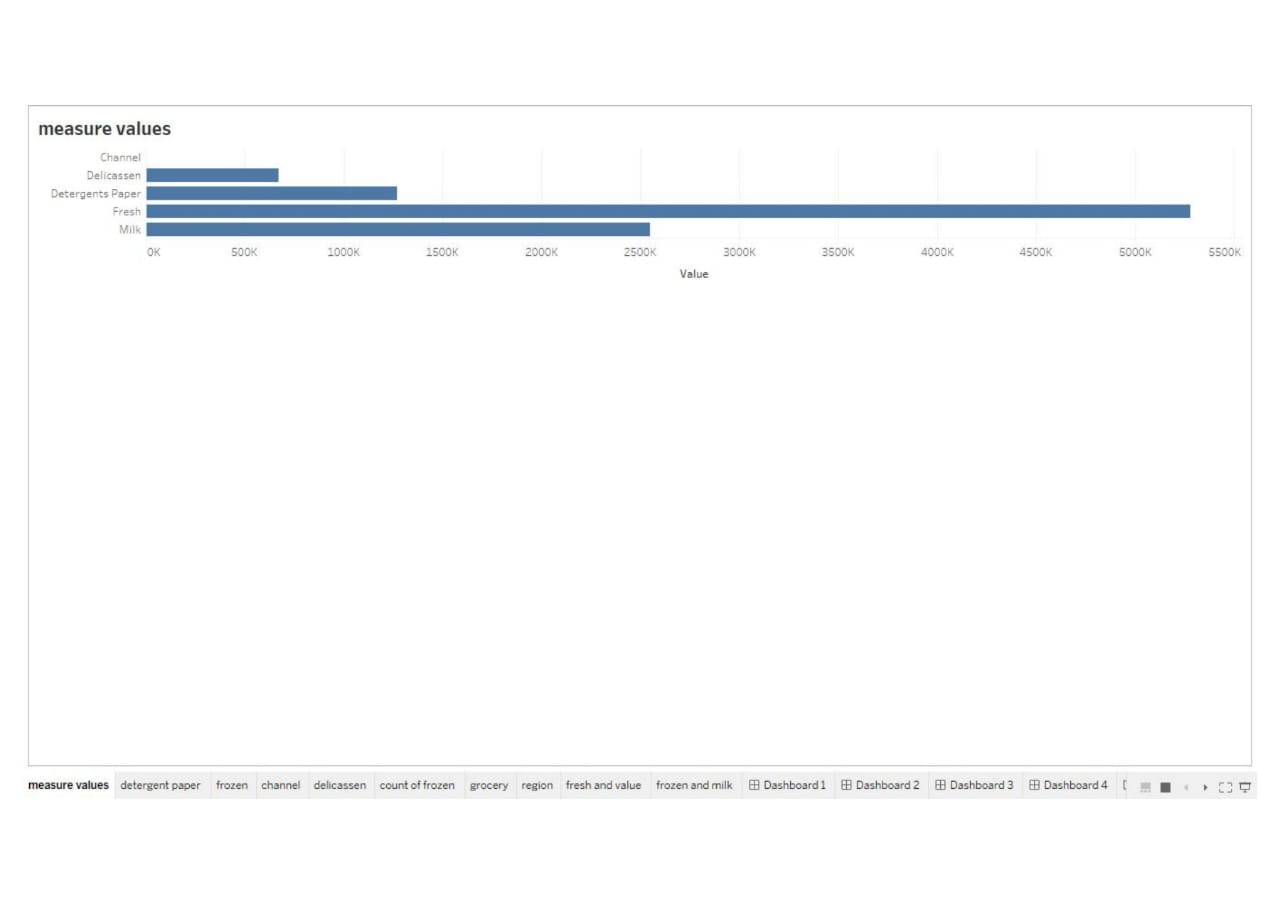 measure values
Channel
Delicassen
Detergents Paper
Fresh
Milk
0K 500K 1000K 1500K 2000K 2500K 3000K 3500K 4000K 4500K 5000K 5500K
Value
measure values detergent paper frozen channel delicassen count of frozen grocery region fresh and value frozen and milk Dashboard 1 Dashboard 2 Dashboard 3 Dashboard 4